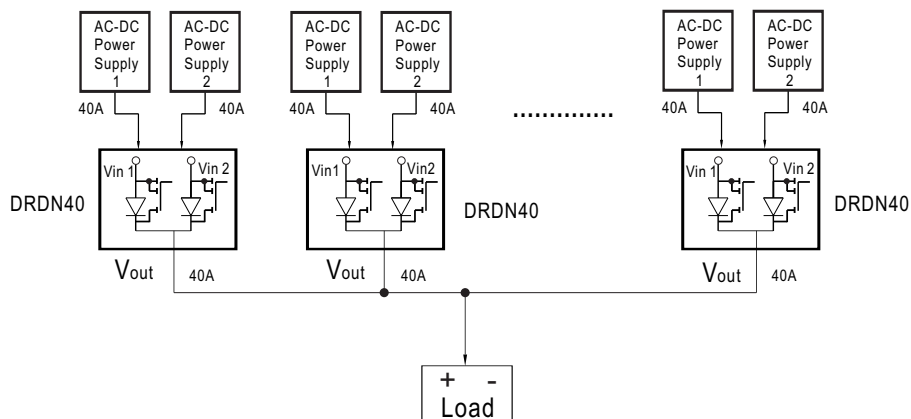 AC-DC
Power
Supply
1
AC-DC
Power
Supply
2
AC-DC
Power
Supply
1
AC-DC
Power
Supply
2
AC-DC
Power
Supply
1
AC-DC
Power
Supply
2
40A
40A
40A
40A
40A
40A
Vin 1
Vin 2
Vin1
Vin2
Vin 1
Vin 2
DRDN40
DRDN40
DRDN40
Vout
40A
Vout
40A
Vout
40A
+ -
Load